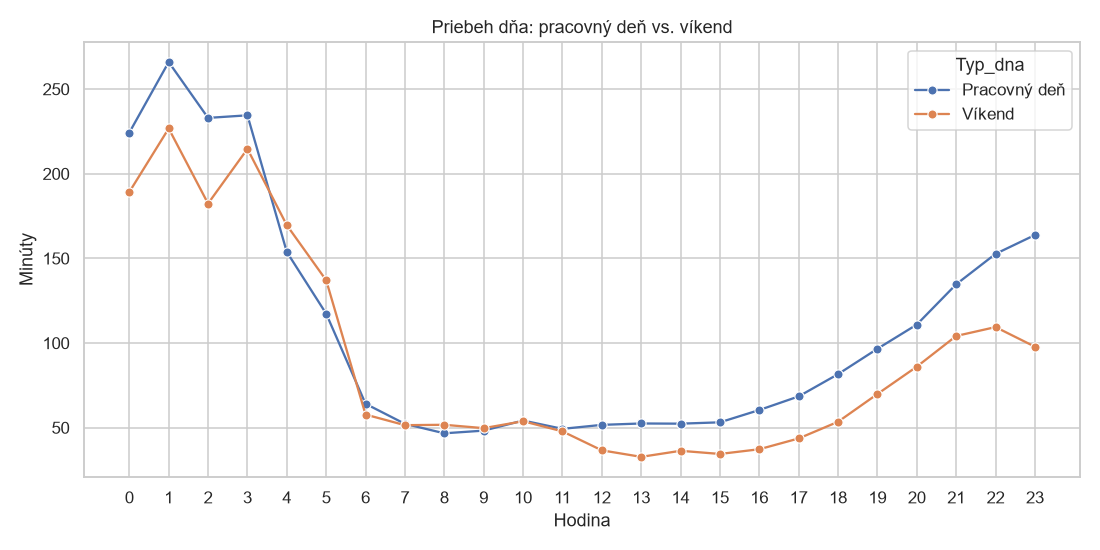 Priebeh dňa: pracovný deň vs. víkend
Typ_dna
Pracovný deň
Víkend
Minúty
250
200
150
100
50
0 1 2 3 4 5 6 7 8 9 10 11 12 13 14 15 16 17 18 19 20 21 22 23
Hodina